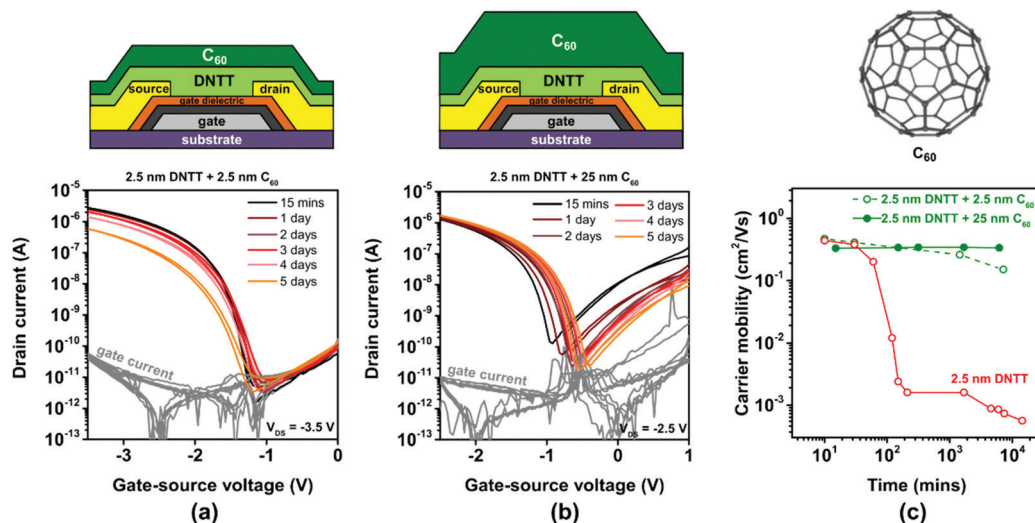 (a)
C60
DNTT
source
drain
gate dielectric
gate
substrate
2.5 nm DNTT + 2.5 nm C60
15 mins
1 day
2 days
3 days
4 days
5 days
gate current
VDS = -3.5 V
10-5
10-6
10-7
10-8
10-9
10-10
10-11
10-12
10-13
Drain current (A)
-3
-2
-1
0
Gate-source voltage (V)
(a)
C60
DNTT
source
drain
gate dielectric
gate
substrate
2.5 nm DNTT + 25 nm C60
15 mins
1 day
2 days
3 days
4 days
5 days
gate current
VDS = -2.5 V
10-5
10-6
10-7
10-8
10-9
10-10
10-11
10-12
10-13
Drain current (A)
-2
-1
0
1
Gate-source voltage (V)
(b)
C60
2.5 nm DNTT + 2.5 nm C60
2.5 nm DNTT + 25 nm C60
2.5 nm DNTT
100
10-1
10-3
Carrier mobility (cm2/Vs)
101
102
103
104
Time (mins)
(c)